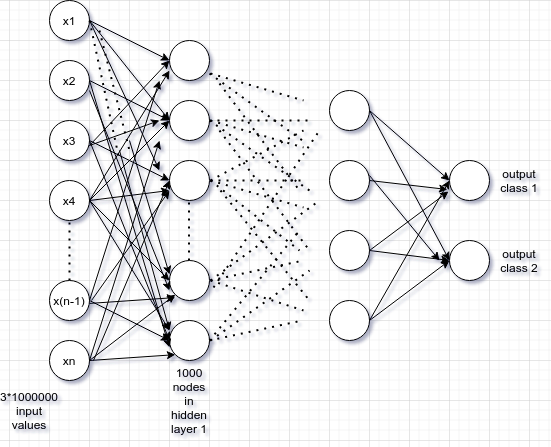 x1
x2
x3
x4
x(n-1)
xn
3*1000000
input
values
1000
nodes
in
hidden
layer 1
output
class 1
output
class 2